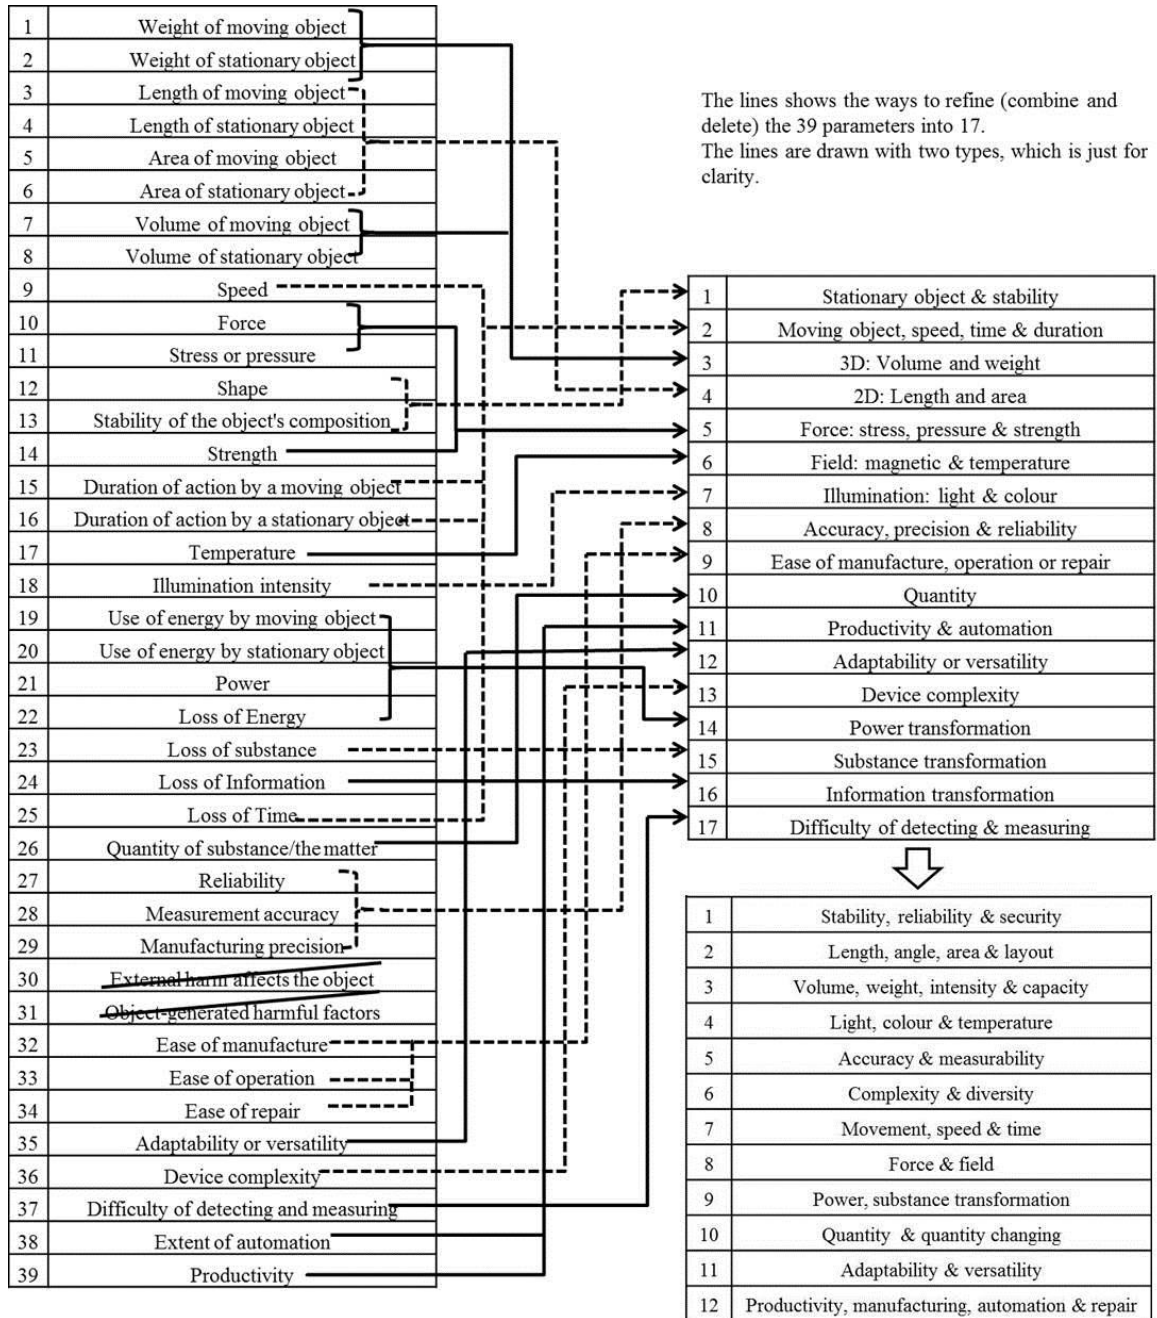 1 Weight of moving object
2 Weight of stationary object
3 Length of moving object
4 Length of stationary object
5 Area of moving object
6 Area of stationary object
7 Volume of moving object
8 Volume of stationary object
9 Speed
10 Force
11 Stress or pressure
12 Shape
13 Stability of the object's composition
14 Strength
15 Duration of action by a moving object
16 Duration of action by a stationary object
17 Temperature
18 Illumination intensity
19 Use of energy by moving object
20 Use of energy by stationary object
21 Power
22 Loss of Energy
23 Loss of substance
24 Loss of Information
25 Loss of Time
26 Quantity of substance/the matter
27 Reliability
28 Measurement accuracy
29 Manufacturing precision
30 External harm affects the object
31 Object-generated harmful factors
32 Ease of manufacture
33 Ease of operation
34 Ease of repair
35 Adaptability or versatility
36 Device complexity
37 Difficulty of detecting and measuring
38 Extent of automation
39 Productivity
The lines shows the ways to refine (combine and
delete) the 39 parameters into 17.
The lines are drawn with two types, which is just for
clarity.
1 Stationary object & stability
2 Moving object, speed, time & duration
3 3D: Volume and weight
4 2D: Length and area
5 Force: stress, pressure & strength
6 Field: magnetic & temperature
7 Illumination: light & colour
8 Accuracy, precision & reliability
9 Ease of manufacture, operation or repair
10 Quantity
11 Productivity & automation
12 Adaptability or versatility
13 Device complexity
14 Power transformation
15 Substance transformation
16 Information transformation
17 Difficulty of detecting & measuring
1 Stability, reliability & security
2 Length, angle, area & layout
3 Volume, weight, intensity & capacity
4 Light, colour & temperature
5 Accuracy & measurability
6 Complexity & diversity
7 Movement, speed & time
8 Force & field
9 Power, substance transformation
10 Quantity & quantity changing
11 Adaptability & versatility
12 Productivity, manufacturing, automation & repair